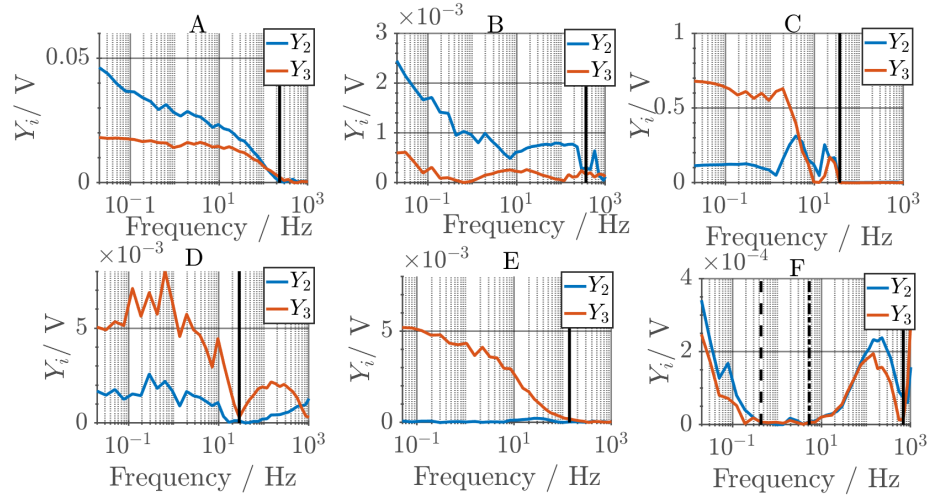 A
0.05
0
Y_i/ V
Y_2
Y_3
10^{-1} 10^1 10^3
Frequency / Hz
×10^{-3}
B
3
2
1
0
Y_i/ V
Y_2
Y_3
10^{-1} 10^1 10^3
Frequency / Hz
C
1
0.5
0
Y_i/ V
Y_2
Y_3
10^{-1} 10^1 10^3
Frequency / Hz
×10^{-3}
D
5
0
Y_i/ V
Y_2
Y_3
10^{-1} 10^1 10^3
Frequency / Hz
×10^{-3}
E
5
0
Y_i/ V
Y_2
Y_3
10^{-1} 10^1 10^3
Frequency / Hz
×10^{-4}
F
4
2
0
Y_i/ V
Y_2
Y_3
10^{-1} 10^1 10^3
Frequency / Hz